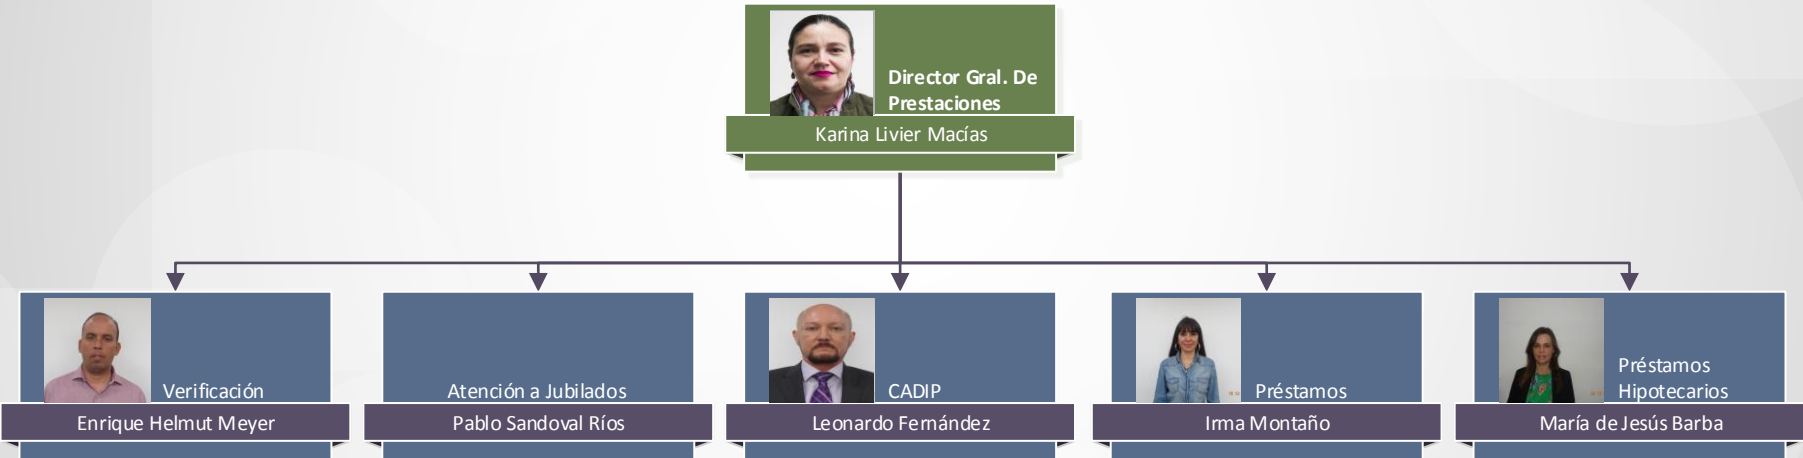 Director Gral. De
Prestaciones
Karina Livier Macías
Verificación
Enrique Helmut Meyer
Atención a Jubilados
Pablo Sandoval Ríos
CADIP
Leonardo Fernández
Préstamos
Irma Montaño
Préstamos
Hipotecarios
María de Jesús Barba